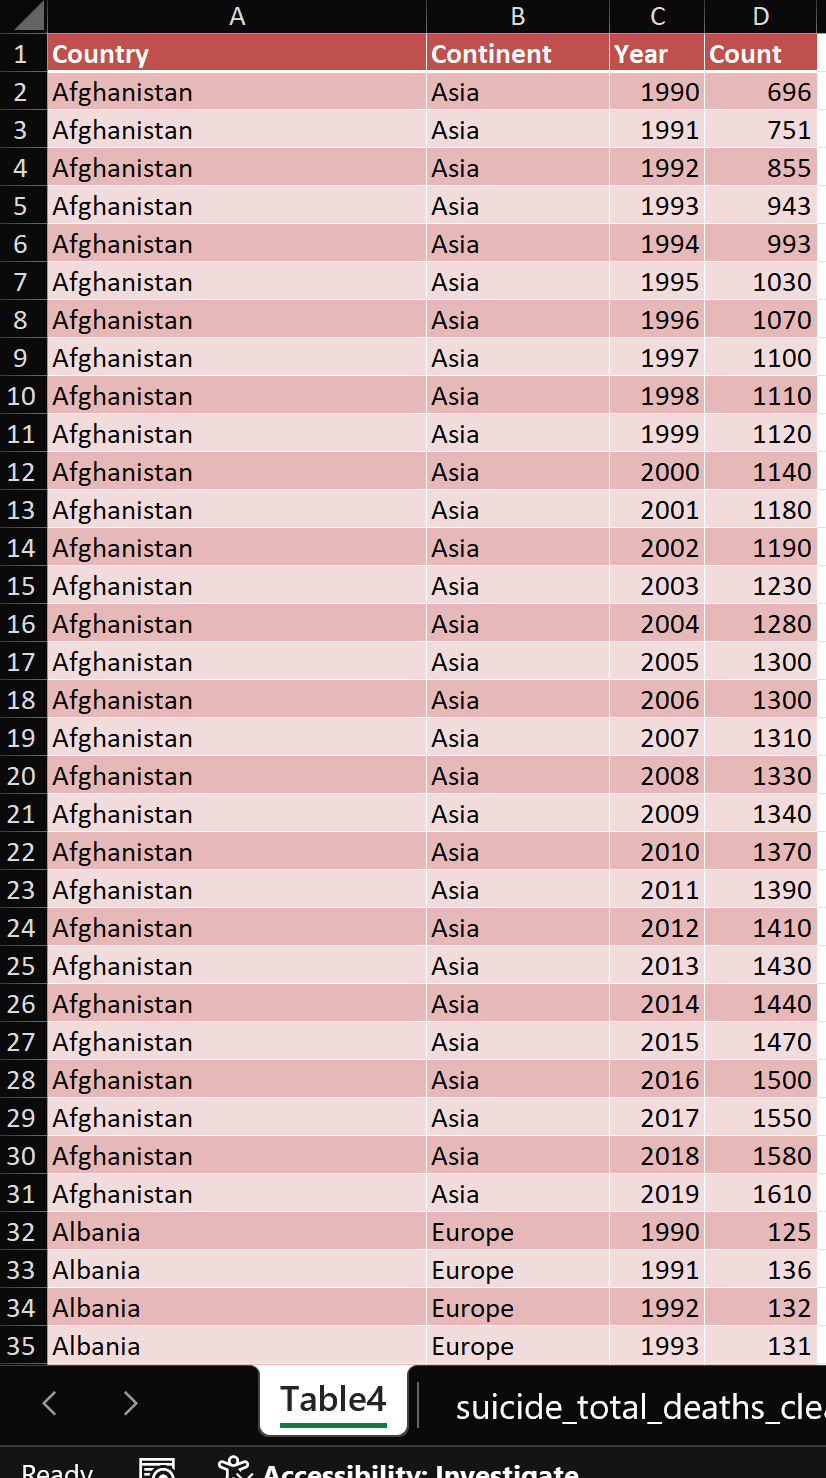 A B C D
1 Country Continent Year Count
2 Afghanistan Asia 1990 696
3 Afghanistan Asia 1991 751
4 Afghanistan Asia 1992 855
5 Afghanistan Asia 1993 943
6 Afghanistan Asia 1994 993
7 Afghanistan Asia 1995 1030
8 Afghanistan Asia 1996 1070
9 Afghanistan Asia 1997 1100
10 Afghanistan Asia 1998 1110
11 Afghanistan Asia 1999 1120
12 Afghanistan Asia 2000 1140
13 Afghanistan Asia 2001 1180
14 Afghanistan Asia 2002 1190
15 Afghanistan Asia 2003 1230
16 Afghanistan Asia 2004 1280
17 Afghanistan Asia 2005 1300
18 Afghanistan Asia 2006 1300
19 Afghanistan Asia 2007 1310
20 Afghanistan Asia 2008 1330
21 Afghanistan Asia 2009 1340
22 Afghanistan Asia 2010 1370
23 Afghanistan Asia 2011 1390
24 Afghanistan Asia 2012 1410
25 Afghanistan Asia 2013 1430
26 Afghanistan Asia 2014 1440
27 Afghanistan Asia 2015 1470
28 Afghanistan Asia 2016 1500
29 Afghanistan Asia 2017 1550
30 Afghanistan Asia 2018 1580
31 Afghanistan Asia 2019 1610
32 Albania Europe 1990 125
33 Albania Europe 1991 136
34 Albania Europe 1992 132
35 Albania Europe 1993 131
Table4 suicide_total_deaths_clea
Ready Accessibility: Investigate